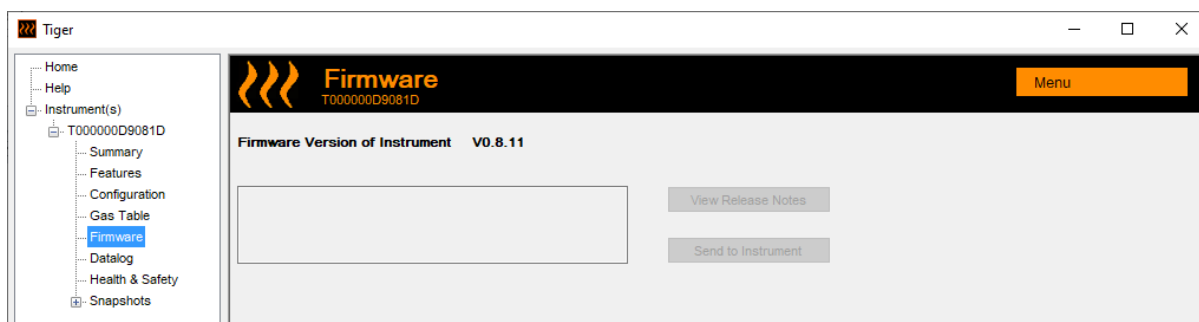 Tiger
Home
Help
Instrument(s)
T000000D9081D
Summary
Features
Configuration
Gas Table
Firmware
Datalog
Health & Safety
Snapshots
Firmware
T000000D9081D
Menu
Firmware Version of Instrument V0.8.11
View Release Notes
Send to Instrument